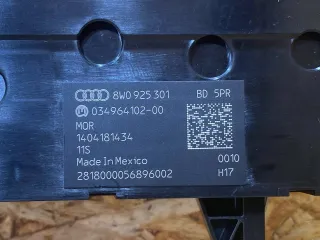 8W0 925 301 BD 5PR
034964102-00
MOR
1404181434
11S
Made In Mexico 0010
2818000056896002 H17